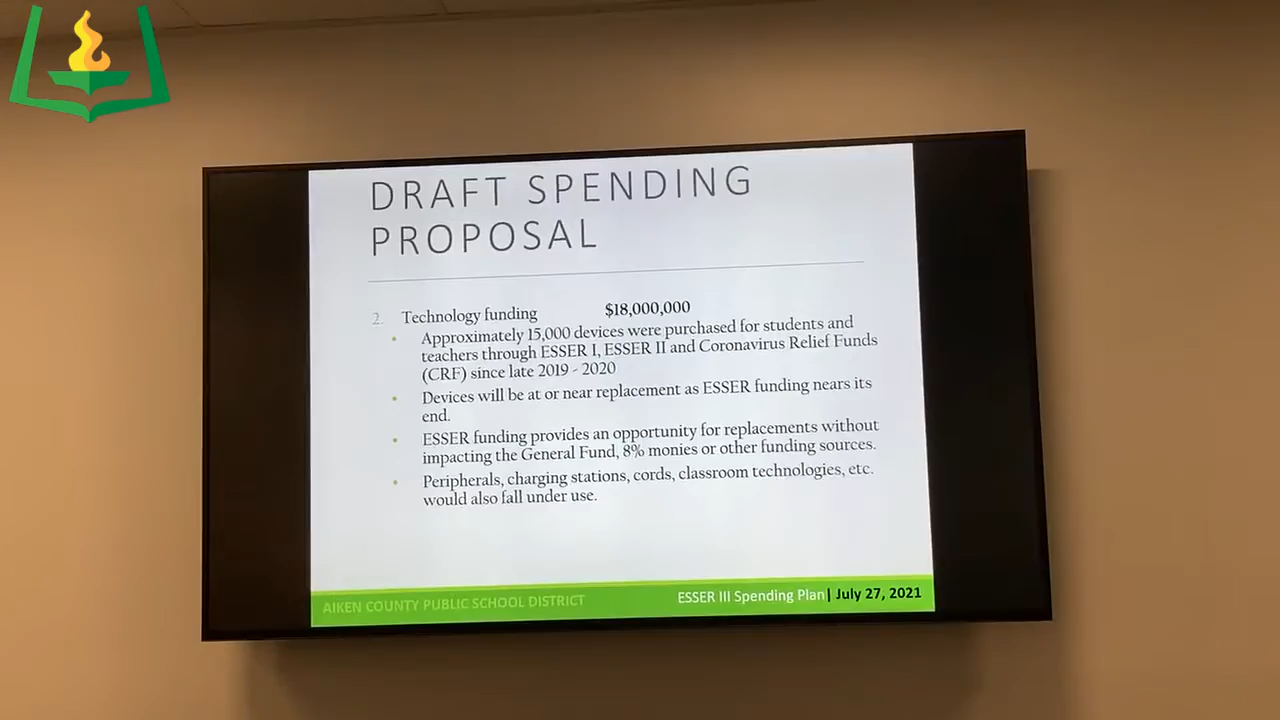 DRAFT SPENDING
PROPOSAL
2. Technology funding $18,000,000
• Approximately 15,000 devices were purchased for students and
teachers through ESSER I, ESSER II and Coronavirus Relief Funds
(CRF) since late 2019 - 2020
• Devices will be at or near replacement as ESSER funding nears its
end.
• ESSER funding provides an opportunity for replacements without
impacting the General Fund, 8% monies or other funding sources.
• Peripherals, charging stations, cords, classroom technologies, etc.
would also fall under use.
AIKEN COUNTY PUBLIC SCHOOL DISTRICT ESSER III Spending Plan| July 27, 2021